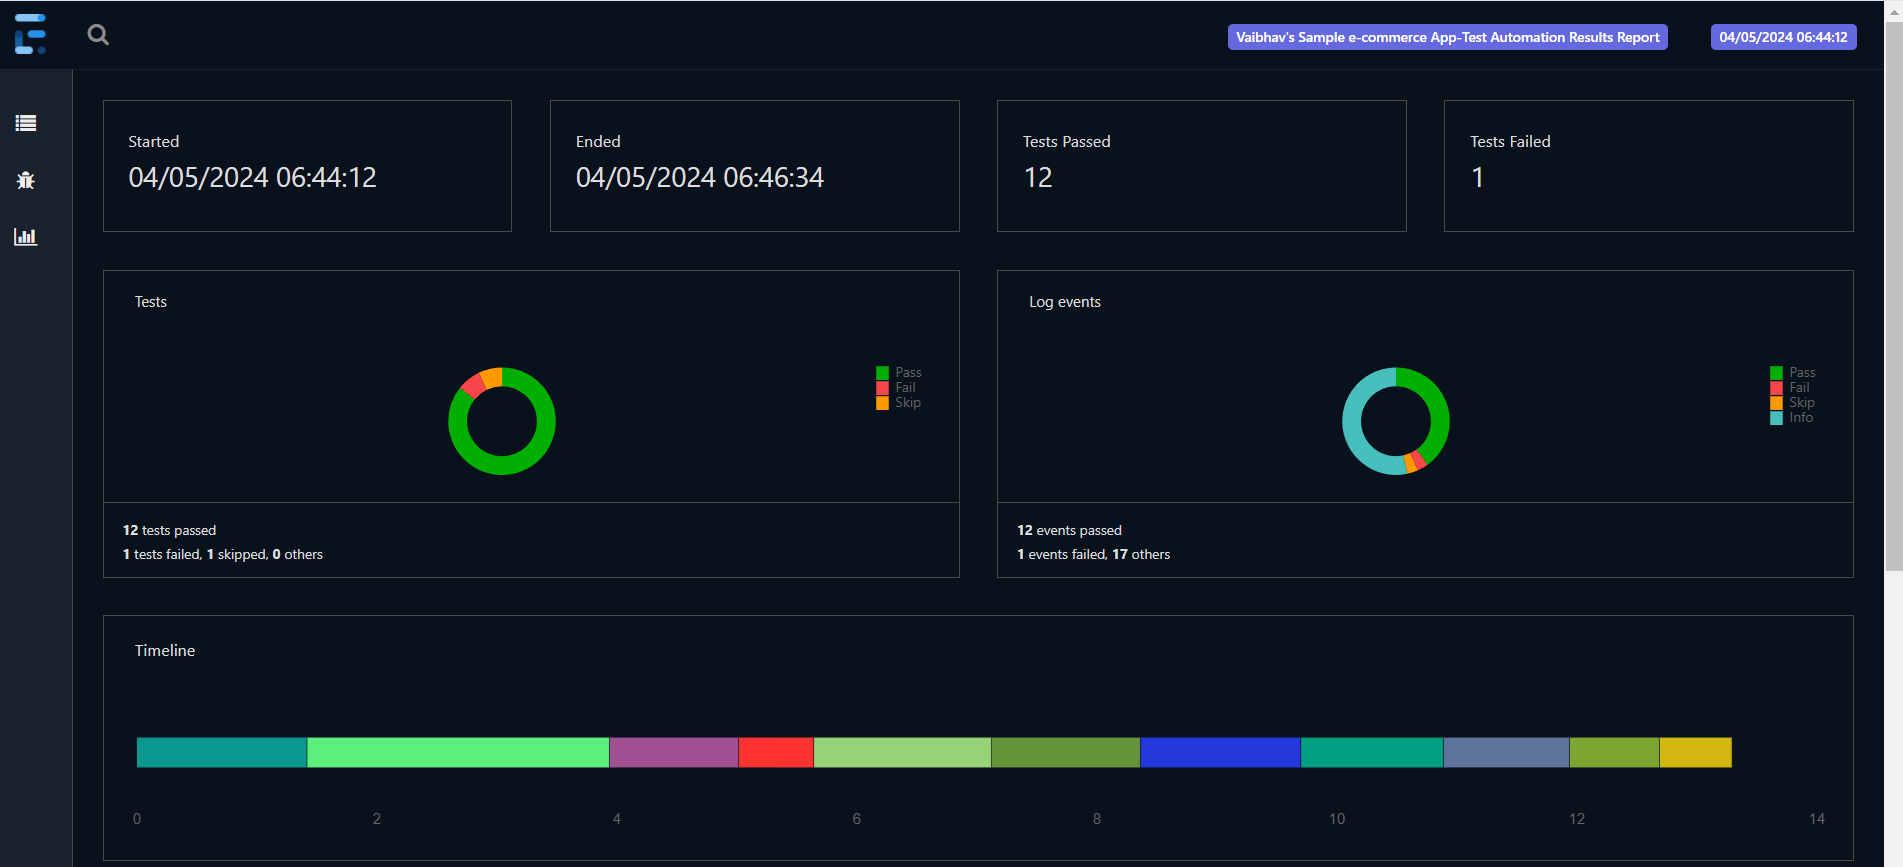 Vaibhav's Sample e-commerce App-Test Automation Results Report
04/05/2024 06:44:12
Started
04/05/2024 06:44:12
Ended
04/05/2024 06:46:34
Tests Passed
12
Tests Failed
1
Tests
Pass
Fail
Skip
12 tests passed
1 tests failed, 1 skipped, 0 others
Log events
Pass
Fail
Skip
Info
12 events passed
1 events failed, 17 others
Timeline
0 2 4 6 8 10 12 14